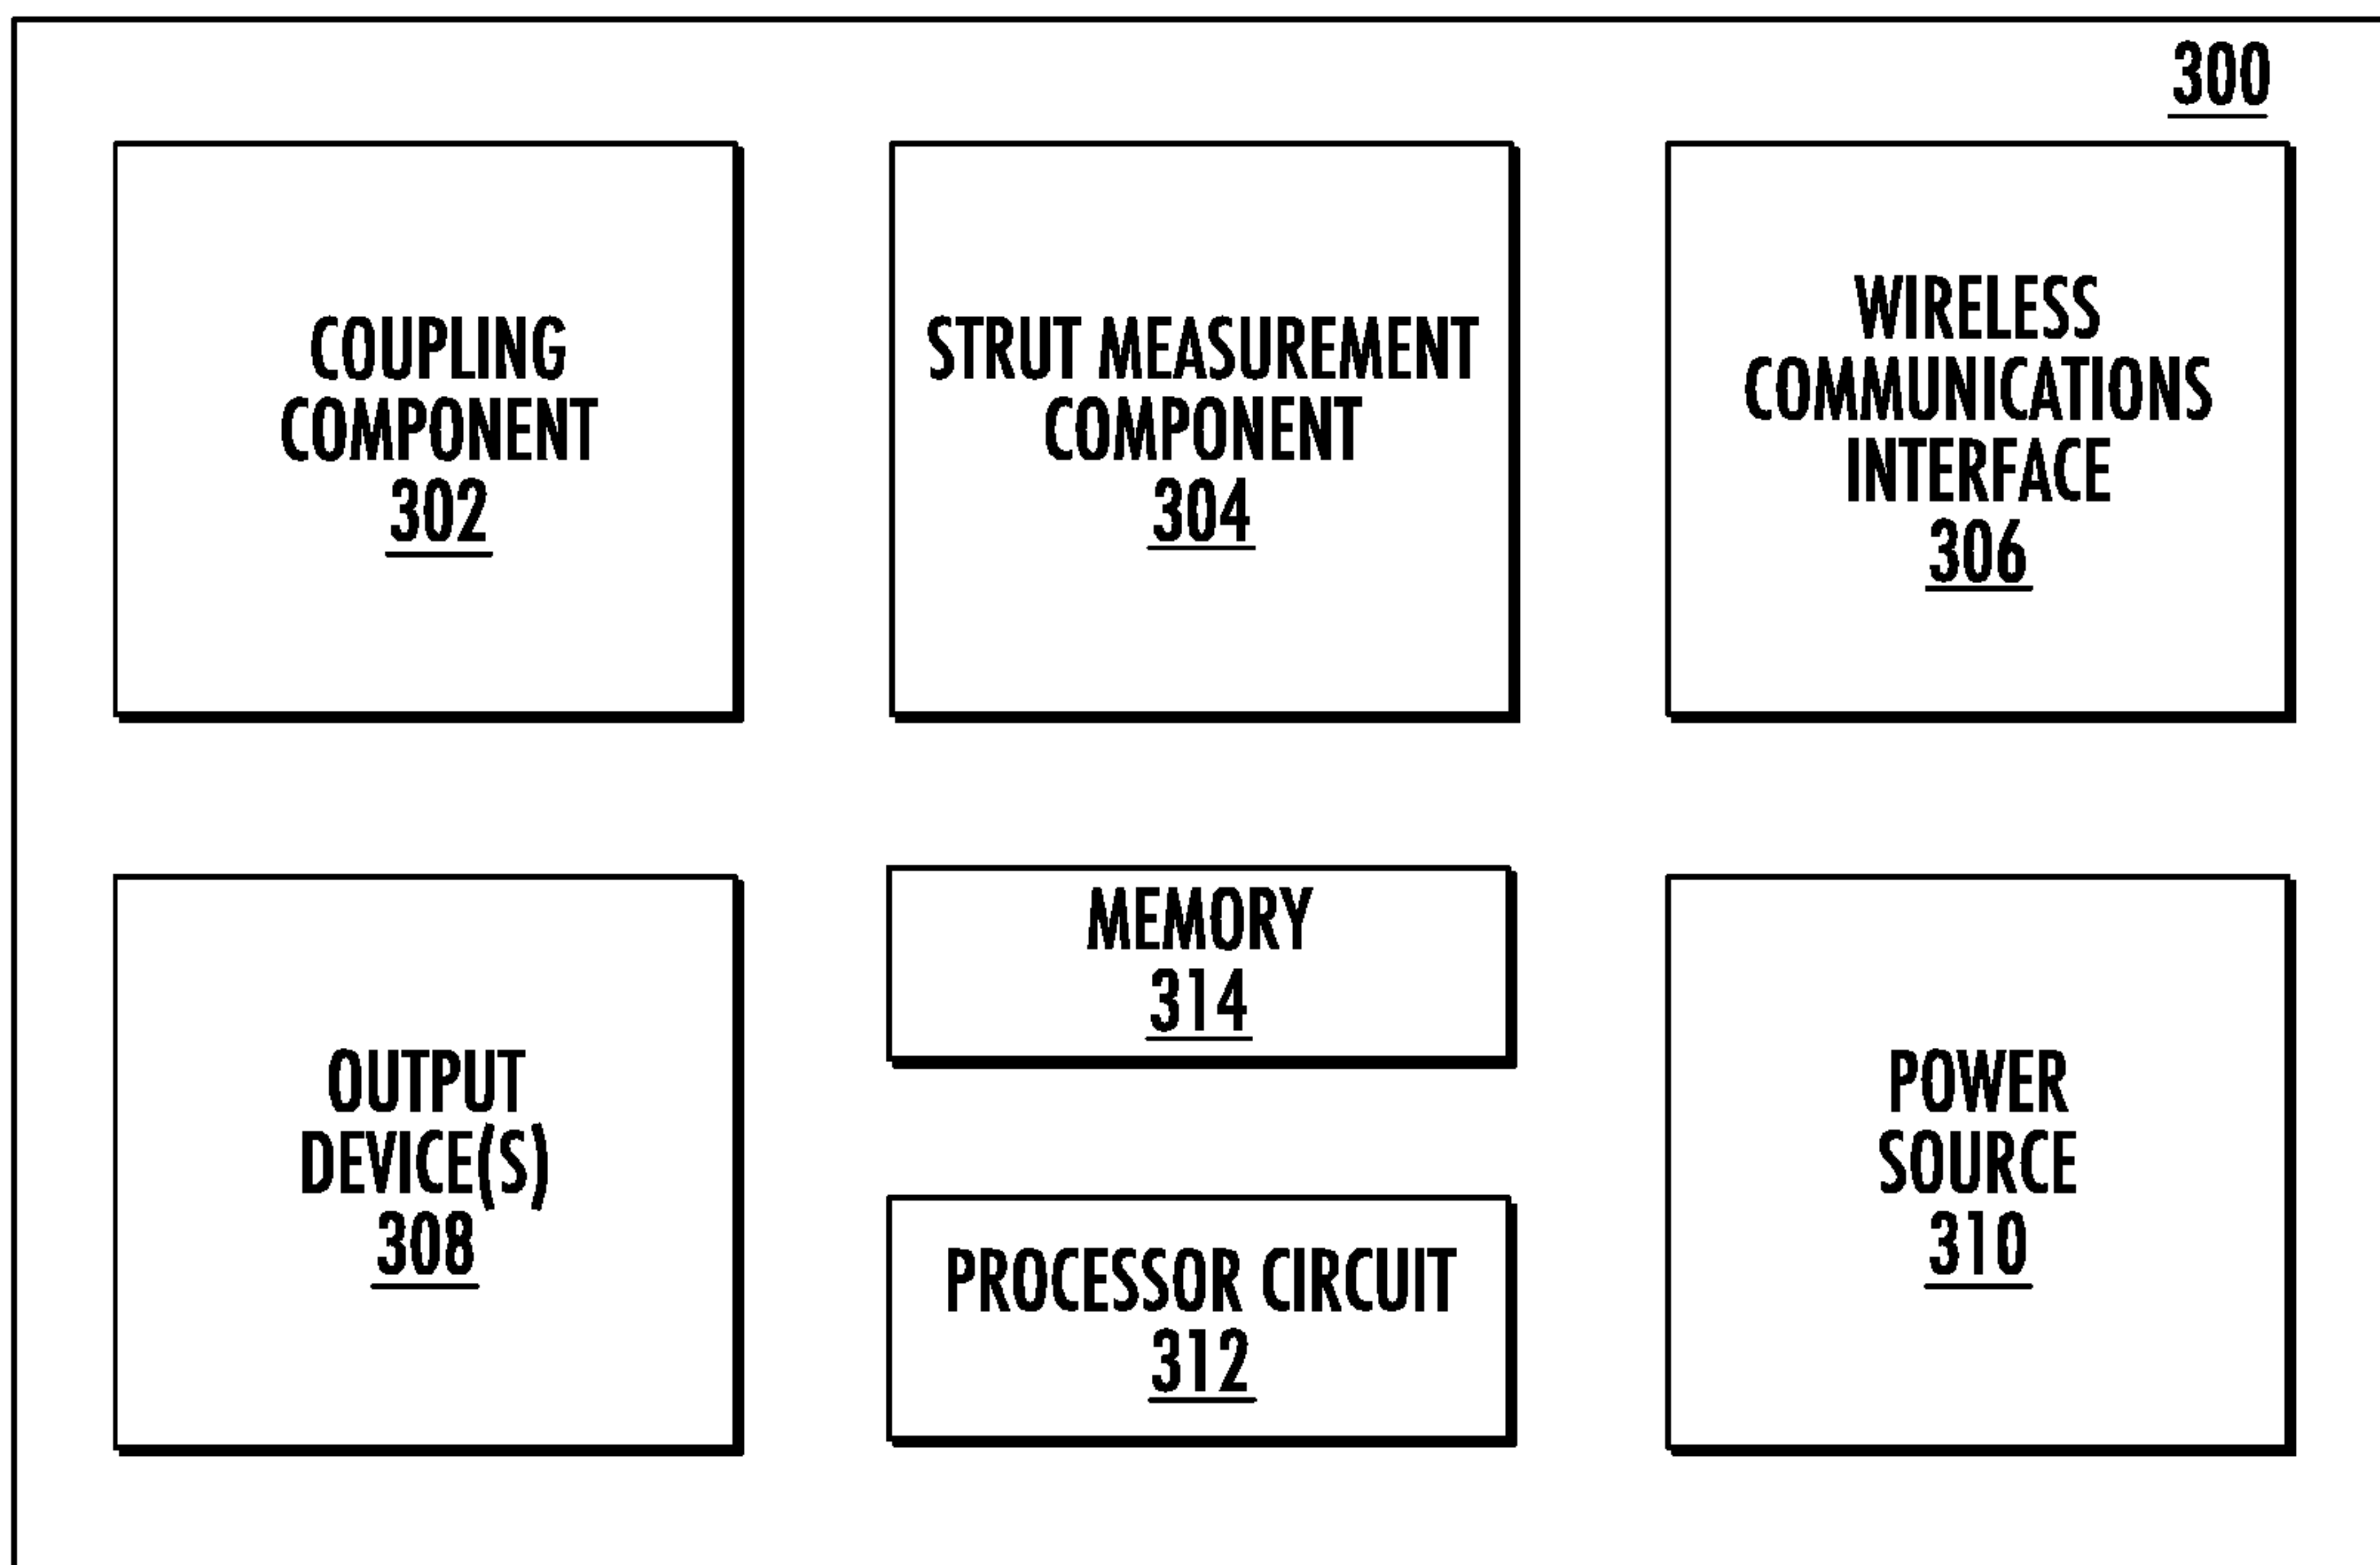 300
COUPLING
COMPONENT
302
STRUT MEASUREMENT
COMPONENT
304
WIRELESS
COMMUNICATIONS
INTERFACE
306
OUTPUT
DEVICE(S)
308
MEMORY
314
PROCESSOR CIRCUIT
312
POWER
SOURCE
310